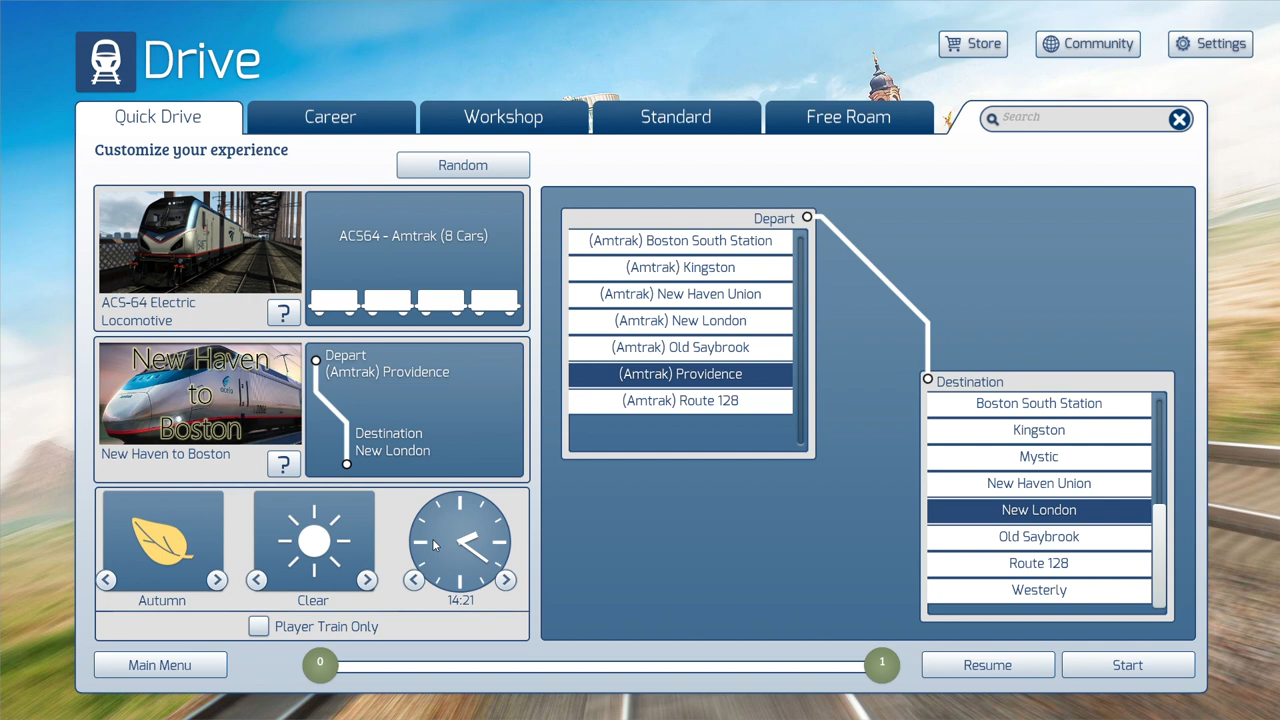 Drive
Store
Community
Settings
Quick Drive
Career
Workshop
Standard
Free Roam
Search
Customize your experience
Random
ACS64 - Amtrak (8 Cars)
ACS-64 Electric
Locomotive
?
New Haven
to
Boston
acela
New Haven to Boston
?
Depart
(Amtrak) Providence
Destination
New London
Autumn
Clear
14:21
Player Train Only
Depart
(Amtrak) Boston South Station
(Amtrak) Kingston
(Amtrak) New Haven Union
(Amtrak) New London
(Amtrak) Old Saybrook
(Amtrak) Providence
(Amtrak) Route 128
Destination
Boston South Station
Kingston
Mystic
New Haven Union
New London
Old Saybrook
Route 128
Westerly
Main Menu
0
1
Resume
Start